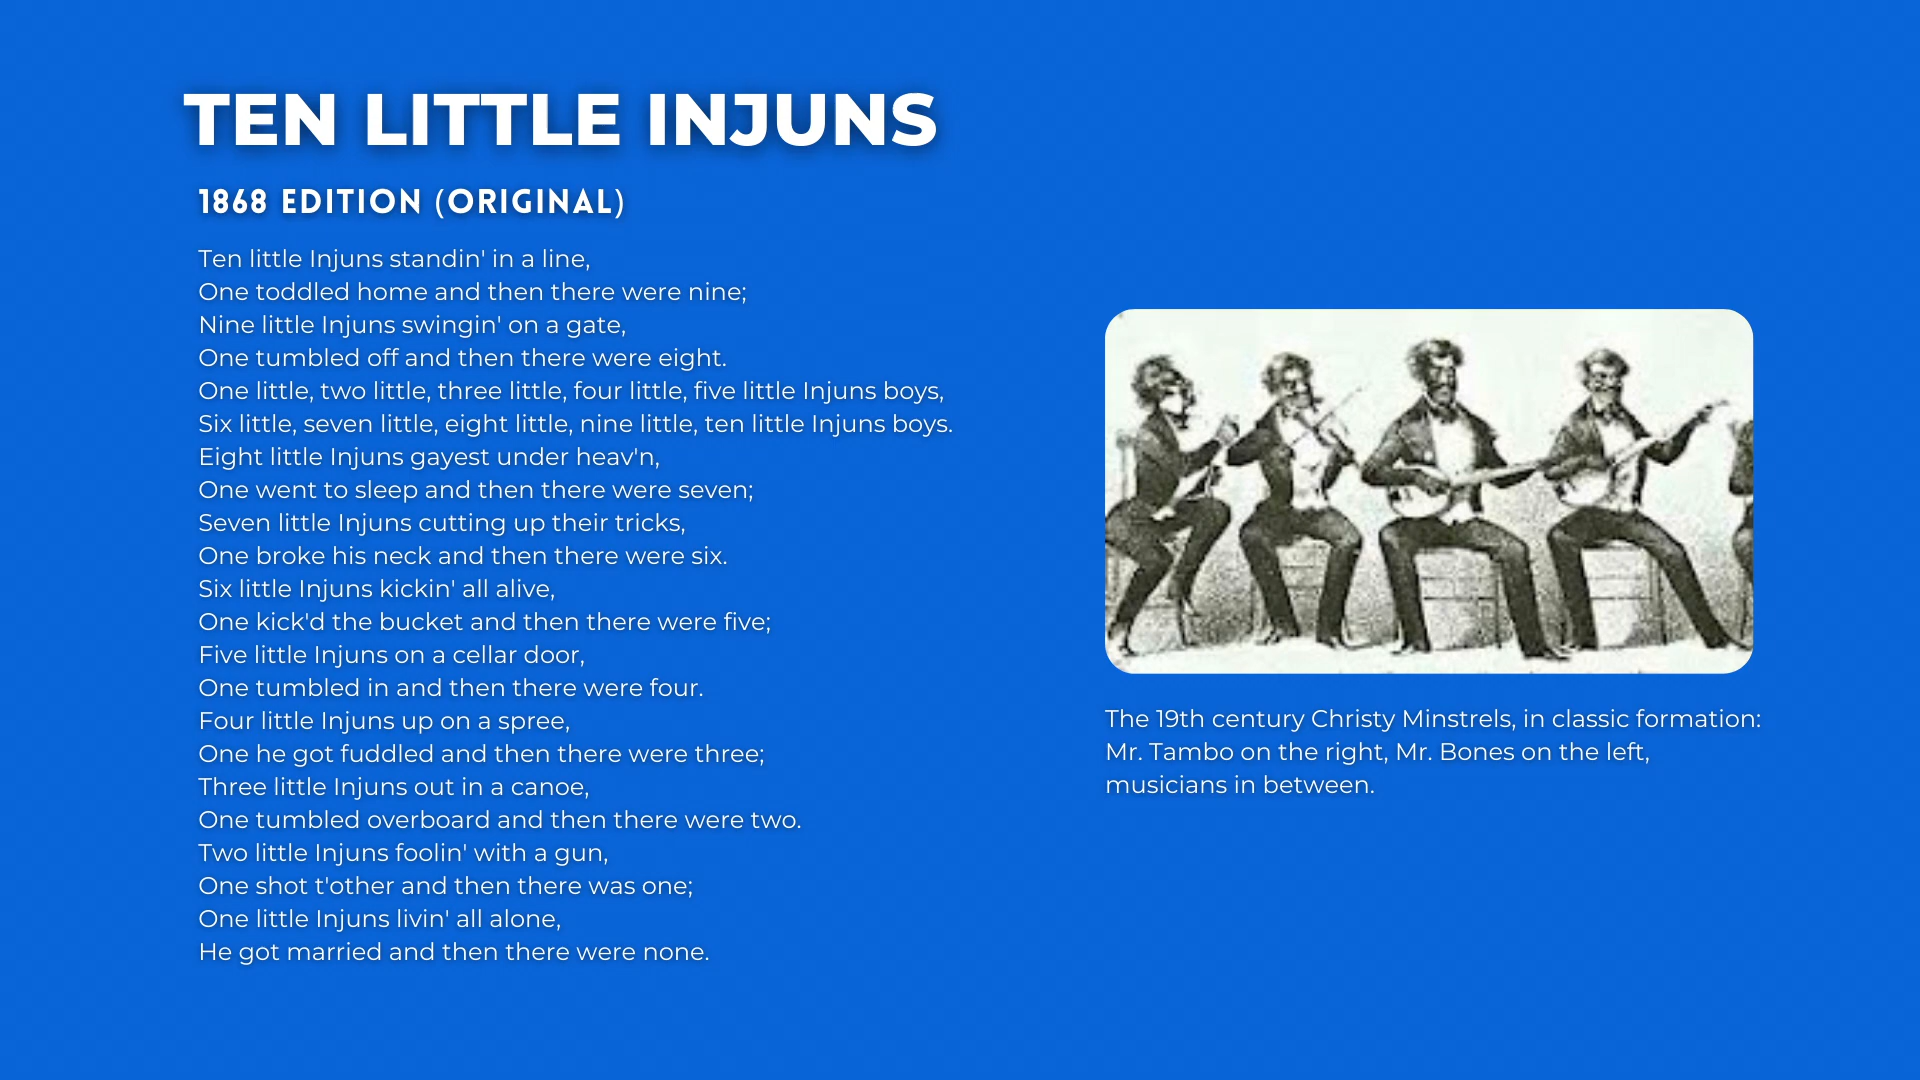 TEN LITTLE INJUNS
1868 EDITION (ORIGINAL)
Ten little Injuns standin' in a line,
One toddled home and then there were nine;
Nine little Injuns swingin' on a gate,
One tumbled off and then there were eight.
One little, two little, three little, four little, five little Injuns boys,
Six little, seven little, eight little, nine little, ten little Injuns boys.
Eight little Injuns gayest under heav'n,
One went to sleep and then there were seven;
Seven little Injuns cutting up their tricks,
One broke his neck and then there were six.
Six little Injuns kickin' all alive,
One kick'd the bucket and then there were five;
Five little Injuns on a cellar door,
One tumbled in and then there were four.
Four little Injuns up on a spree,
One he got fuddled and then there were three;
Three little Injuns out in a canoe,
One tumbled overboard and then there were two.
Two little Injuns foolin' with a gun,
One shot t'other and then there was one;
One little Injuns livin' all alone,
He got married and then there were none.
The 19th century Christy Minstrels, in classic formation:
Mr. Tambo on the right, Mr. Bones on the left,
musicians in between.